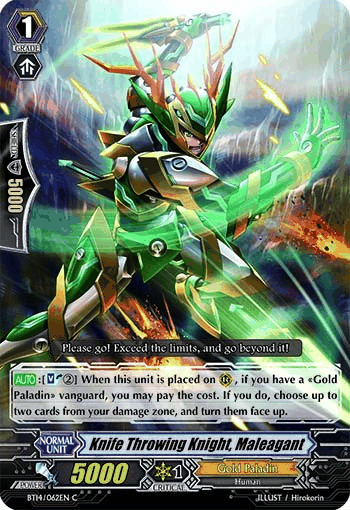 1
GRADE
SHIELD
5000
Please go! Exceed the limits, and go beyond it!
AUTO:[V ②] When this unit is placed on R, if you have a «Gold
Paladin» vanguard, you may pay the cost. If you do, choose up to
two cards from your damage zone, and turn them face up.
NORMAL
UNIT
Knife Throwing Knight, Maleagant
POWER
5000
1
CRITICAL
Gold Paladin
Human
BT14/062EN C
ILLUST / Hirokorin